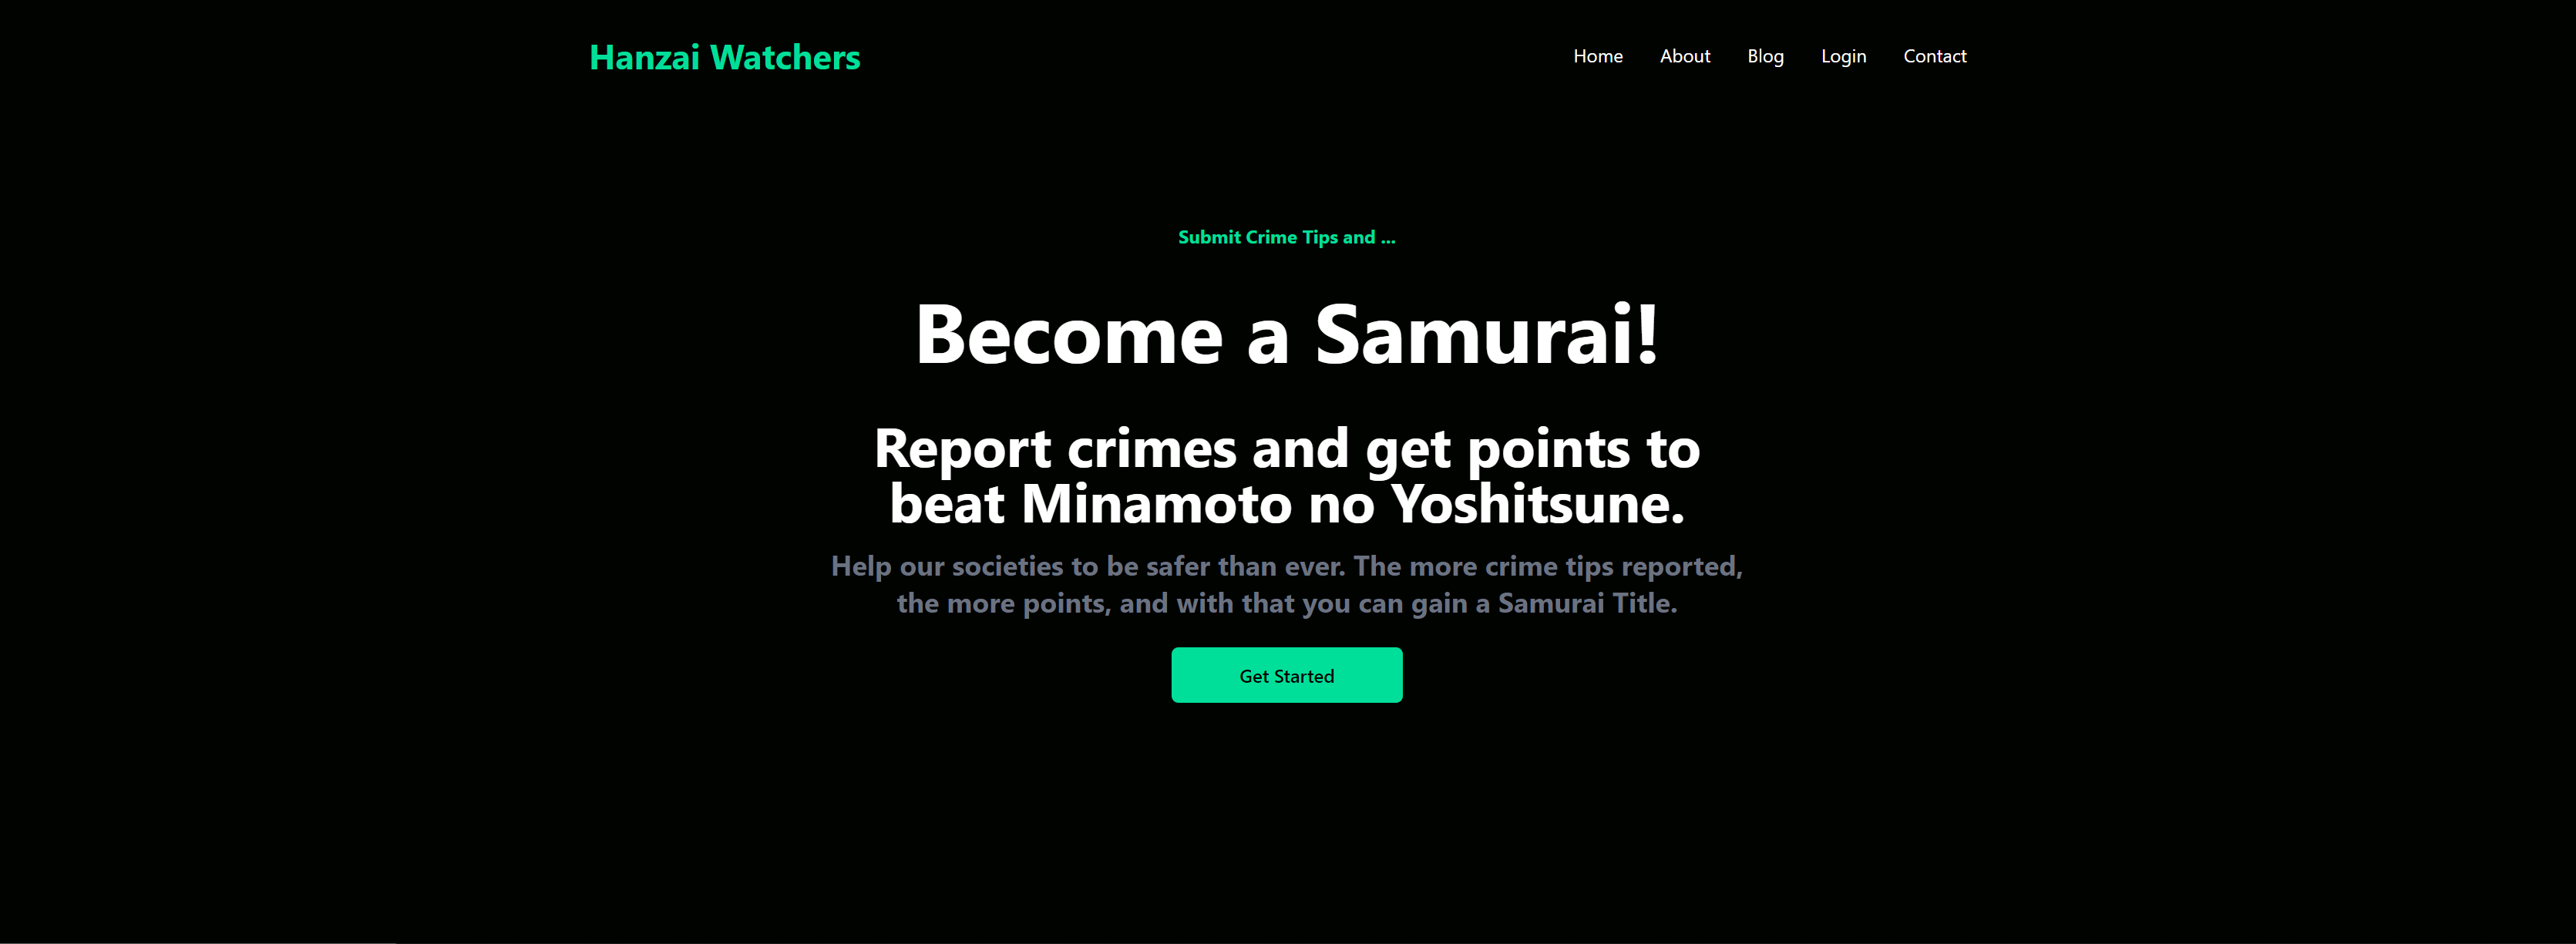 Hanzai Watchers
Home About Blog Login Contact
Submit Crime Tips and ...
Become a Samurai!
Report crimes and get points to
beat Minamoto no Yoshitsune.
Help our societies to be safer than ever. The more crime tips reported,
the more points, and with that you can gain a Samurai Title.
Get Started